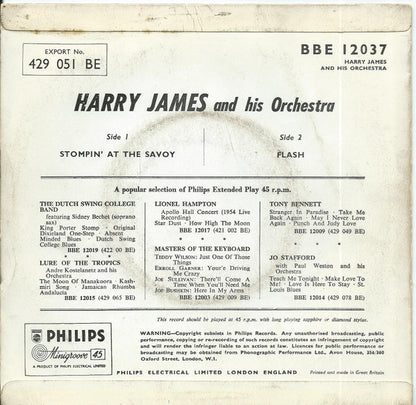 EXPORT No.
429 051 BE
BBE 12037
HARRY JAMES
AND HIS ORCHESTRA
HARRY JAMES and his Orchestra
Side 1
STOMPIN' AT THE SAVOY
Side 2
FLASH
A popular selection of Philips Extended Play 45 r.p.m.
THE DUTCH SWING COLLEGE
BAND
featuring Sidney Bechet (soprano
sax)
King Porter Stomp · Original
Dixieland One-Step · Absent
Minded Blues · Dutch Swing
College Blues
BBE 12019 (422 00 BE)
* * *
LURE OF THE TROPICS
Andre Kostelanetz and his
Orchestra
The Moon of Manakoora · Kash-
miri Song · Jamaican Rhumba
Andalucia
BBE 12015 (429 065 BE)
LIONEL HAMPTON
Apollo Hall Concert (1954 Live
Recording)
Star Dust · How High The Moon
BBE 12017 (421 002 BE)
* * *
MASTERS OF THE KEYBOARD
TEDDY WILSON: Just One Of Those
Things
ERROLL GARNER: You're Driving
Me Crazy
JOE SULLIVAN: There'll Come A
Time When You'll Need Me
JOE BUSHKIN: Here In My Arms
BBE 12003 (429 009 BE)
TONY BENNETT
Stranger In Paradise · Take Me
Back Again · May I Never Love
Again · Punch And Judy Love
BBE 12009 (429 049 BE)
* * *
JO STAFFORD
with Paul Weston and his
Orchestra
Teach Me Tonight · Make Love To
Me! · Love Is Here To Stay · St.
Louis Blues
BBE 12014 (429 078 BE)
This record should be played at 45 r.p.m. with long playing sapphire or diamond stylus.
PHILIPS
Minigroove 45
A PRODUCT OF PHILIPS ELECTRICAL LIMITED
WARNING—Copyright subsists in Philips Records. Any unauthorised broadcasting, public
performance, copying or re-recording of such records constitutes an infringement of copyright
and will render the infringer liable to an action at law. Licences for public performance or
broadcasting may be obtained from Phonographic Performance Ltd., Avon House, 356/360
Oxford Street, London, W.1.
PHILIPS ELECTRICAL LIMITED LONDON ENGLAND
Printed and made in Great Britain